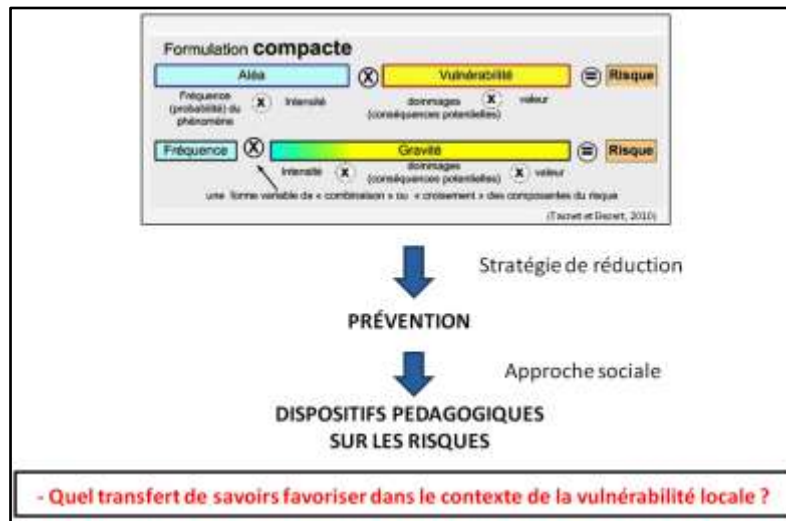 Formulation compacte
Aléa X Vulnérabilité = Risque
Fréquence (probabilité) du phénomène X Intensité dommages (conséquences potentielles) X valeur
Fréquence X Gravité = Risque
Intensité X dommages (conséquences potentielles) X valeur
une forme variable de « combinaison » ou « croisement » des composantes du risque
(Tacnet et 2010)
Stratégie de réduction
PRÉVENTION
Approche sociale
DISPOSITIFS PEDAGOGIQUES
SUR LES RISQUES
- Quel transfert de savoirs favoriser dans le contexte de la vulnérabilité locale ?